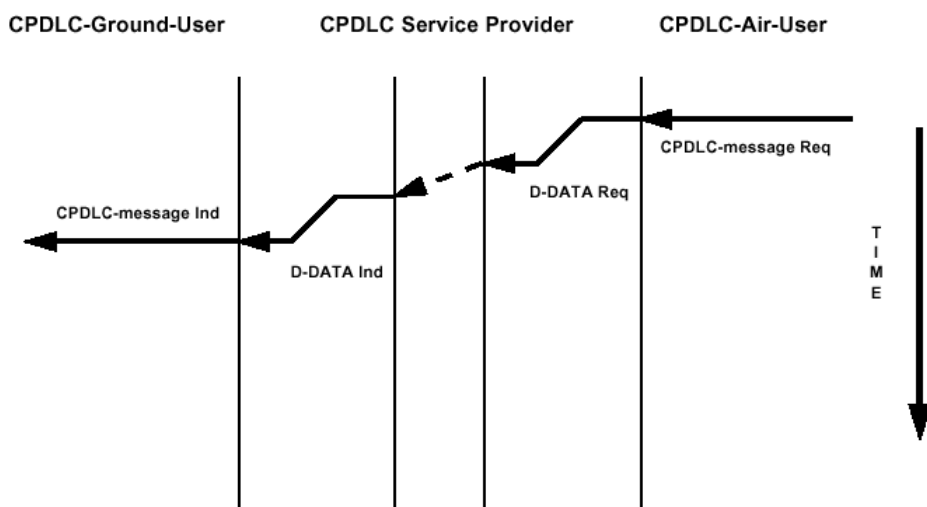 CPDLC-Ground-User
CPDLC Service Provider
CPDLC-Air-User
CPDLC-message Req
D-DATA Req
CPDLC-message Ind
D-DATA Ind
T
I
M
E